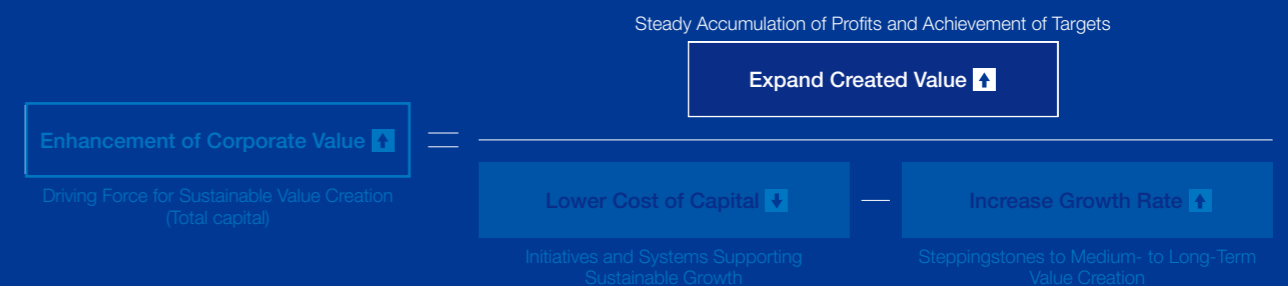 Steady Accumulation of Profits and Achievement of Targets
Expand Created Value
Enhancement of Corporate Value
Driving Force for Sustainable Value Creation
(Total capital)
Lower Cost of Capital
Increase Growth Rate
Initiatives and Systems Supporting
Sustainable Growth
Steppingstones to Medium- to Long-Term
Value Creation